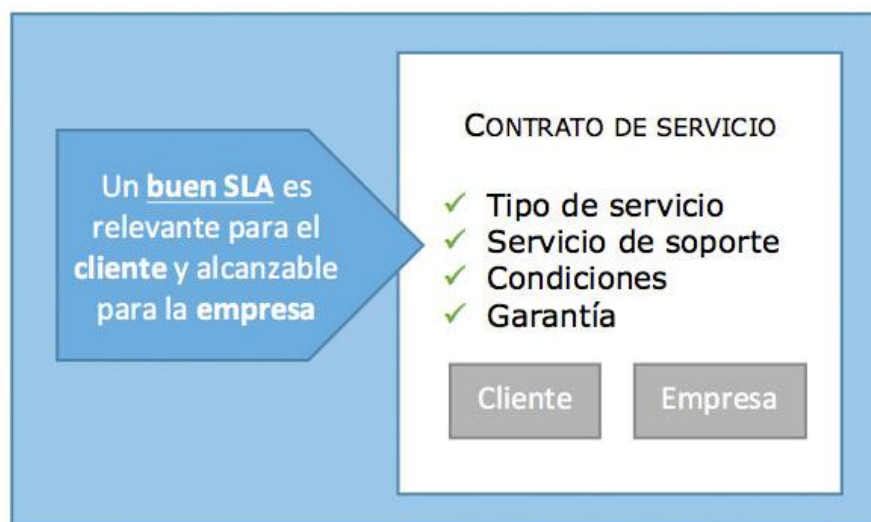 Un buen SLA es
relevante para el
cliente y alcanzable
para la empresa
CONTRATO DE SERVICIO
✓ Tipo de servicio
✓ Servicio de soporte
✓ Condiciones
✓ Garantía
Cliente
Empresa